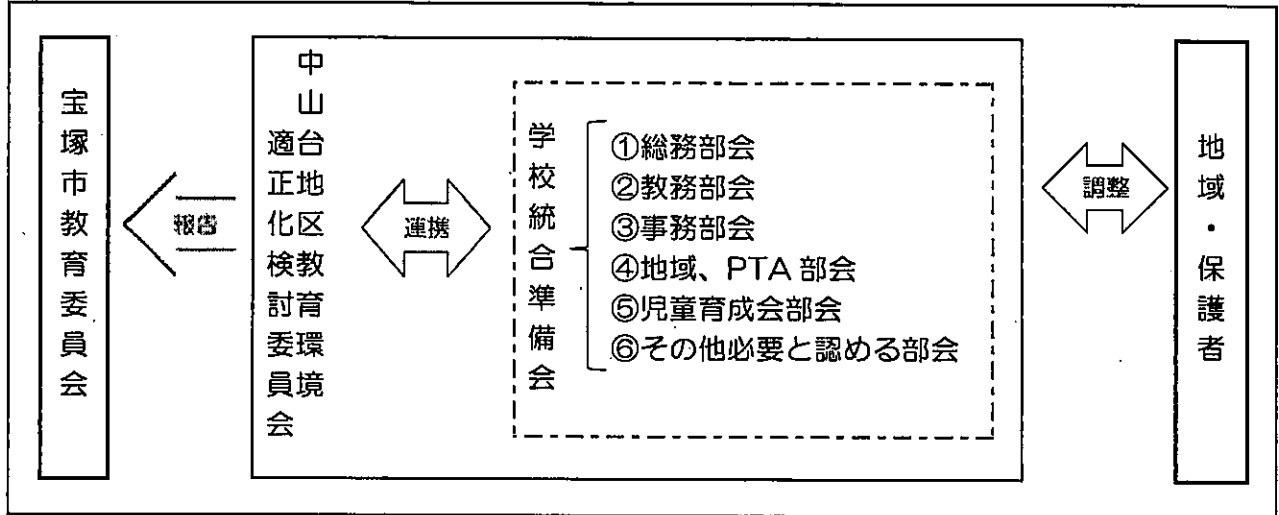 宝塚市教育委員会
報告
中山台地区教育環境
適正化検討委員会
連携
学校統合準備会
①総務部会
②教務部会
③事務部会
④地域、PTA部会
⑤児童育成会部会
⑥その他必要と認める部会
調整
地域・保護者